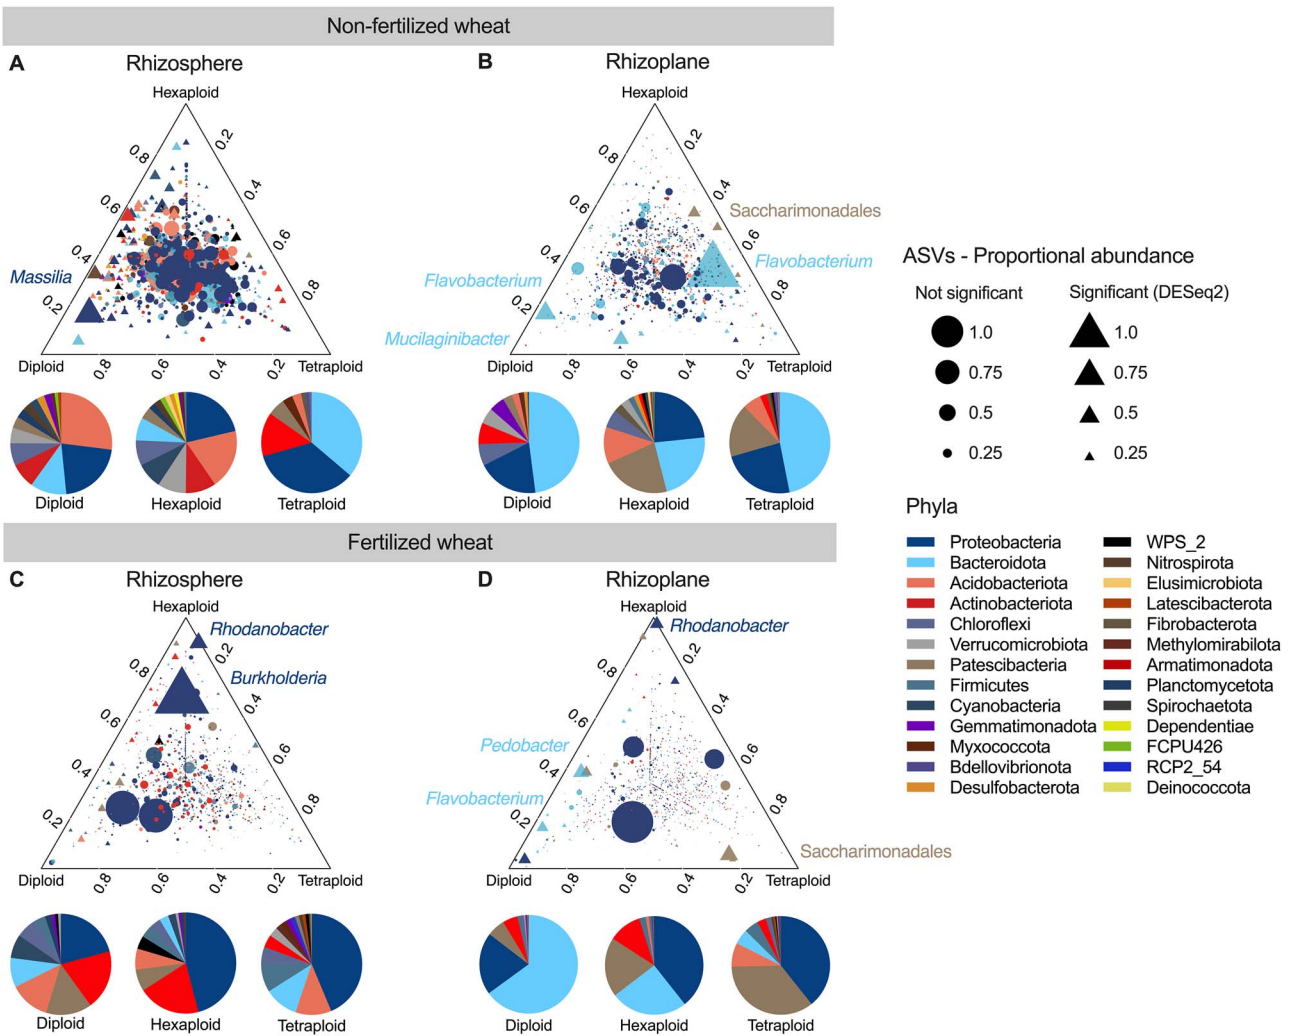 Non-fertilized wheat
A
Rhizosphere
Hexaploid
0.2
0.4
0.6
0.8
0.8
0.6
0.4
0.2
Massilia
Diploid
0.8
0.6
0.4
0.2
Tetraploid
Diploid
Hexaploid
Tetraploid
B
Rhizoplane
Hexaploid
0.2
0.4
0.6
0.8
0.8
0.6
0.4
0.2
Saccharimonadales
Flavobacterium
Flavobacterium
Mucilaginibacter
Diploid
0.8
0.6
0.4
0.2
Tetraploid
Diploid
Hexaploid
Tetraploid
Fertilized wheat
C
Rhizosphere
Hexaploid
Rhodanobacter
Burkholderia
0.2
0.4
0.6
0.8
0.8
0.6
0.4
0.2
Diploid
0.8
0.6
0.4
0.2
Tetraploid
Diploid
Hexaploid
Tetraploid
D
Rhizoplane
Hexaploid
Rhodanobacter
0.2
0.4
0.6
0.8
0.8
0.6
0.4
0.2
Pedobacter
Flavobacterium
Saccharimonadales
Diploid
0.8
0.6
0.4
0.2
Tetraploid
Diploid
Hexaploid
Tetraploid
ASVs - Proportional abundance
Not significant
1.0
0.75
0.5
0.25
Significant (DESeq2)
1.0
0.75
0.5
0.25
Phyla
Proteobacteria
Bacteroidota
Acidobacteriota
Actinobacteriota
Chloroflexi
Verrucomicrobiota
Patescibacteria
Firmicutes
Cyanobacteria
Gemmatimonadota
Myxococcota
Bdellovibrionota
Desulfobacterota
WPS_2
Nitrospirota
Elusimicrobiota
Latescibacterota
Fibrobacterota
Methylomirabilota
Armatimonadota
Planctomycetota
Spirochaetota
Dependentiae
FCPU426
RCP2_54
Deinococcota